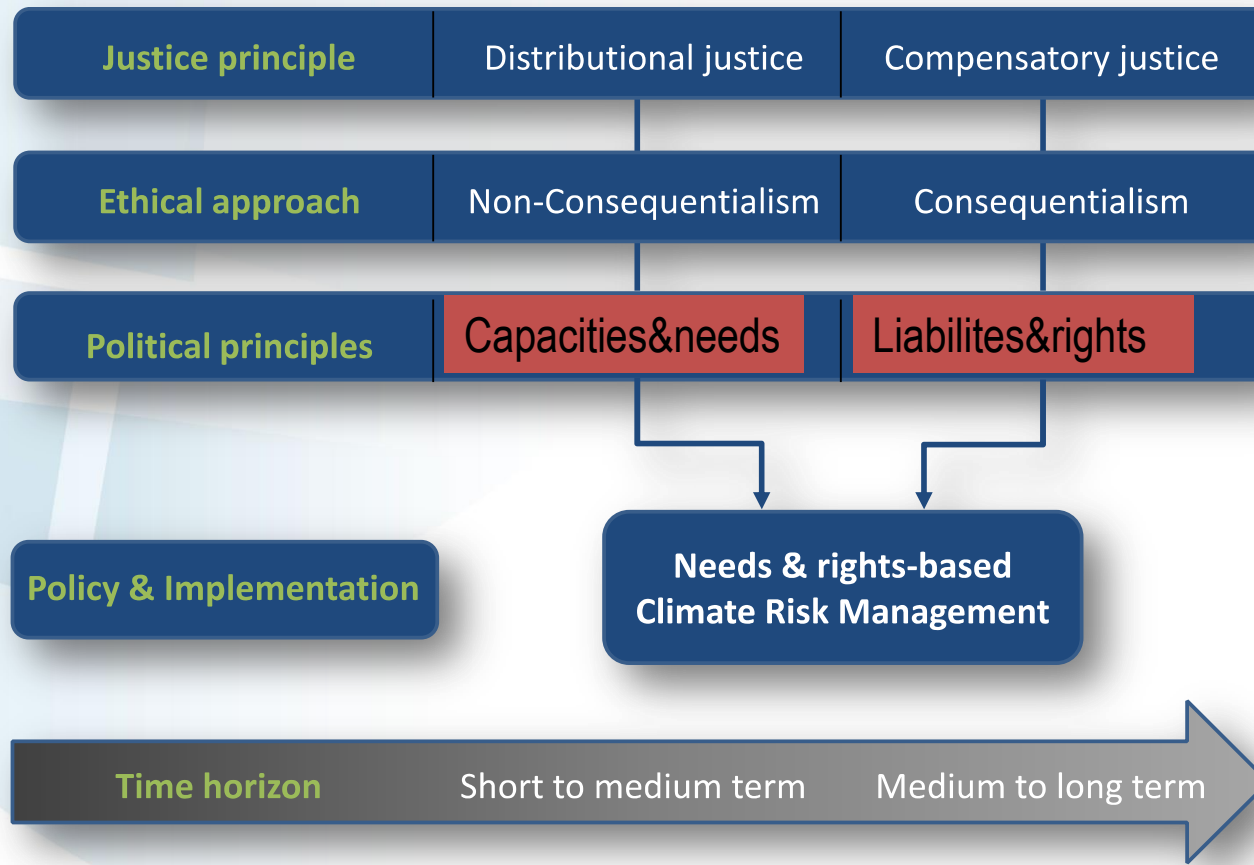 Justice principle Distributional justice Compensatory justice
Ethical approach Non-Consequentialism Consequentialism
Political principles Capacities&needs Liabilites&rights
Policy & Implementation
Needs & rights-based
Climate Risk Management
Time horizon Short to medium term Medium to long term